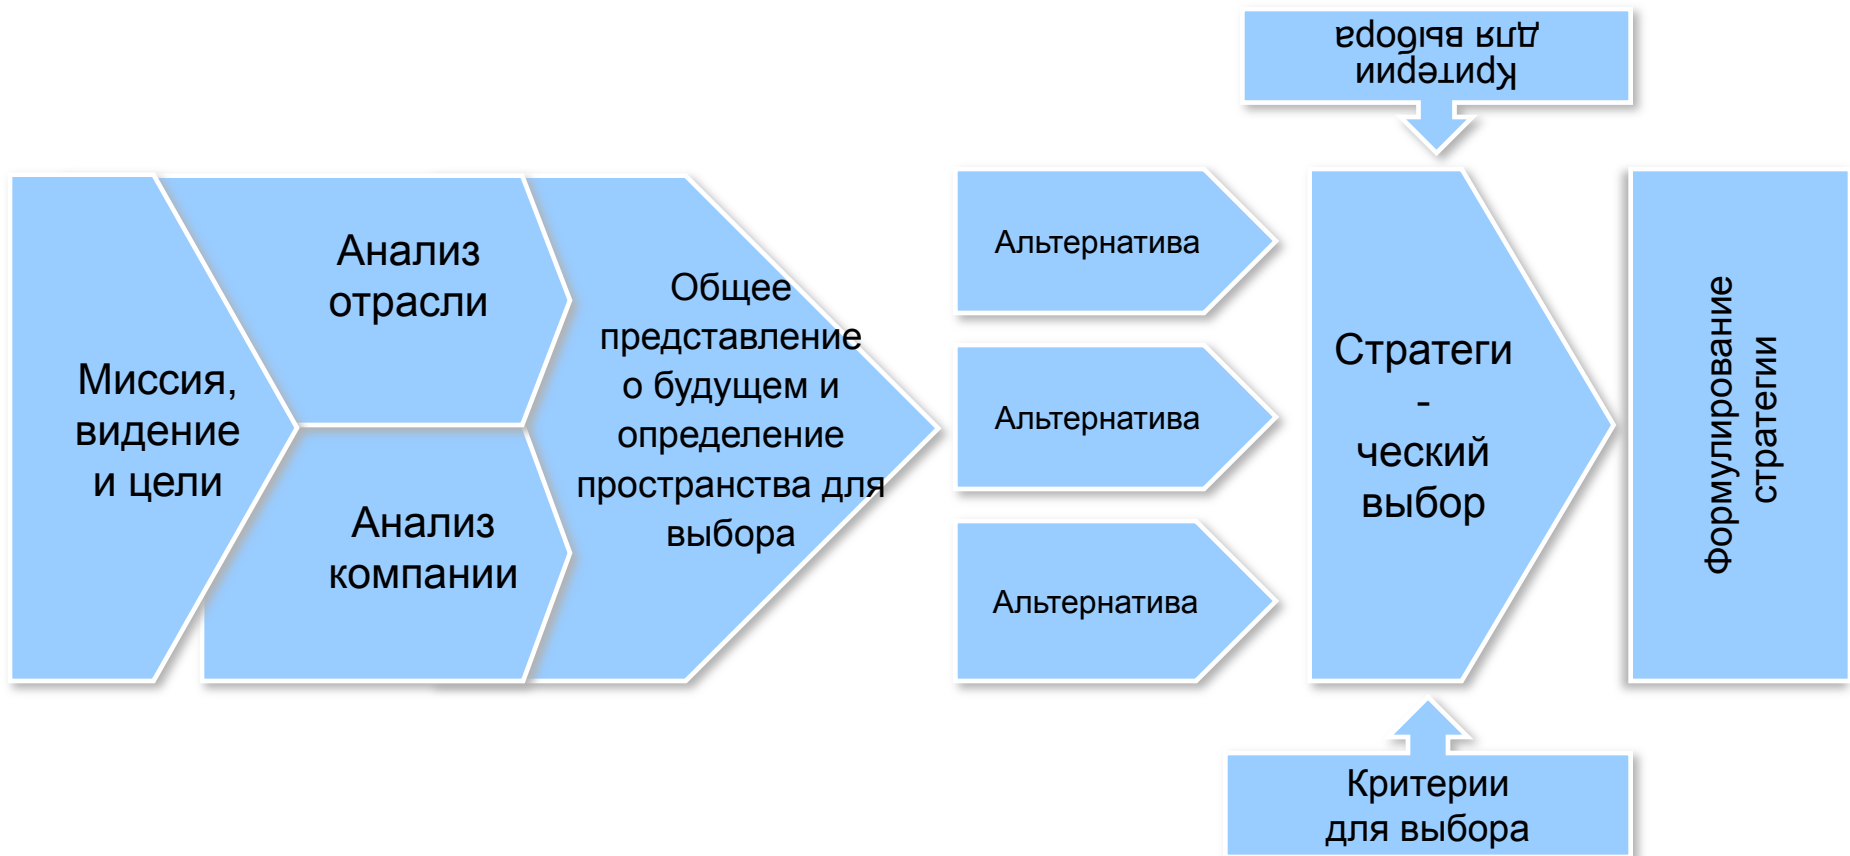 Критерии
для выбора
Миссия,
видение
и цели
Анализ
отрасли
Анализ
компании
Общее
представление
о будущем и
определение
пространства для
выбора
Альтернатива
Альтернатива
Альтернатива
Стратеги
-
ческий
выбор
Формулирование
стратегии
Критерии
для выбора